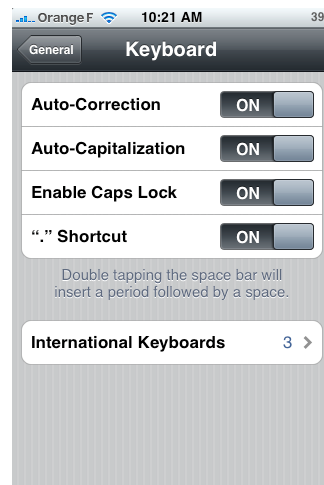 Orange F 10:21 AM 39
General Keyboard
Auto-Correction ON
Auto-Capitalization ON
Enable Caps Lock ON
“.” Shortcut ON
Double tapping the space bar will
insert a period followed by a space.
International Keyboards 3